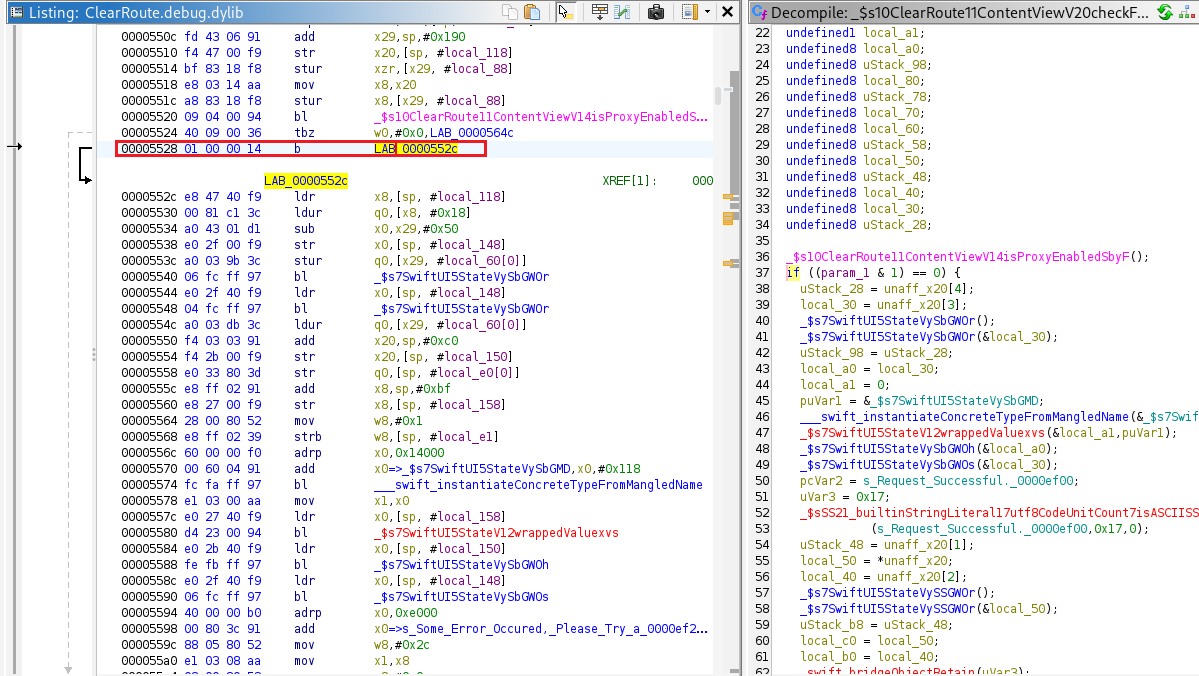 Listing: ClearRoute.debug.dylib
0000550c fd 43 06 91 add x29,sp,#0x190
00005510 f4 47 00 f9 str x20,[sp, #local_118]
00005514 bf 83 18 f8 stur xzr,[x29, #local_88]
00005518 e8 03 14 aa mov x8,x20
0000551c a8 83 18 f8 stur x8,[x29, #local_88]
00005520 09 04 00 94 bl _$s10ClearRoute11ContentViewV14isProxyEnabledS...
00005524 40 09 00 36 tbz w0,#0x0,LAB_0000564c
00005528 01 00 00 14 b LAB_0000552c
LAB_0000552c XREF[1]: 000
0000552c e8 47 40 f9 ldr x8,[sp, #local_118]
00005530 00 81 c1 3c ldur q0,[x8, #0x18]
00005534 a0 43 01 d1 sub x0,x29,#0x50
00005538 e0 2f 00 f9 str x0,[sp, #local_148]
0000553c a0 03 9b 3c stur q0,[x29, #local_60[0]]
00005540 06 fc ff 97 bl _$s7SwiftUI5StateVySbGWOr
00005544 e0 2f 40 f9 ldr x0,[sp, #local_148]
00005548 04 fc ff 97 bl _$s7SwiftUI5StateVySbGWOr
0000554c a0 03 db 3c ldur q0,[x29, #local_60[0]]
00005550 f4 03 03 91 add x20,sp,#0xc0
00005554 f4 2b 00 f9 str x20,[sp, #local_150]
00005558 e0 33 80 3d str q0,[sp, #local_e0[0]]
0000555c e8 ff 02 91 add x8,sp,#0xbf
00005560 e8 27 00 f9 str x8,[sp, #local_158]
00005564 28 00 80 52 mov w8,#0x1
00005568 e8 ff 02 39 strb w8,[sp, #local_e1]
0000556c 60 00 00 f0 adrp x0,0x14000
00005570 00 60 04 91 add x0=>_$s7SwiftUI5StateVySbGMD,x0,#0x118
00005574 fc fa ff 97 bl ___swift_instantiateConcreteTypeFromMangledName
00005578 e1 03 00 aa mov x1,x0
0000557c e0 27 40 f9 ldr x0,[sp, #local_158]
00005580 d4 23 00 94 bl _$s7SwiftUI5StateV12wrappedValuexvs
00005584 e0 2b 40 f9 ldr x0,[sp, #local_150]
00005588 fe fb ff 97 bl _$s7SwiftUI5StateVySbGWOh
0000558c e0 2f 40 f9 ldr x0,[sp, #local_148]
00005590 06 fc ff 97 bl _$s7SwiftUI5StateVySbGWOs
00005594 40 00 00 b0 adrp x0,0xe000
00005598 00 80 3c 91 add x0=>s_Some_Error_Occured,_Please_Try_a_0000ef2...
0000559c 88 05 80 52 mov w8,#0x2c
000055a0 e1 03 08 aa mov x1,x8
Decompile: _$s10ClearRoute11ContentViewV20checkF...
22 undefined1 local_a1;
23 undefined8 local_a0;
24 undefined8 uStack_98;
25 undefined8 local_80;
26 undefined8 uStack_78;
27 undefined8 local_70;
28 undefined8 local_60;
29 undefined8 uStack_58;
30 undefined8 local_50;
31 undefined8 uStack_48;
32 undefined8 local_40;
33 undefined8 local_30;
34 undefined8 uStack_28;
35
36 _$s10ClearRoute11ContentViewV14isProxyEnabledSbyF();
37 if ((param_1 & 1) == 0) {
38 uStack_28 = unaff_x20[4];
39 local_30 = unaff_x20[3];
40 _$s7SwiftUI5StateVySbGWOr();
41 _$s7SwiftUI5StateVySbGWOr(&local_30);
42 uStack_98 = uStack_28;
43 local_a0 = local_30;
44 local_a1 = 0;
45 puVar1 = &_$s7SwiftUI5StateVySbGMD;
46 ___swift_instantiateConcreteTypeFromMangledName(&_$s7Sw
47 _$s7SwiftUI5StateV12wrappedValuexvs(&local_a1,puVar1);
48 _$s7SwiftUI5StateVySbGWOh(&local_a0);
49 _$s7SwiftUI5StateVySbGWOs(&local_30);
50 pcVar2 = s_Request_Successful._0000ef00;
51 uVar3 = 0x17;
52 _$sSS21_builtinStringLiteral17utf8CodeUnitCount7isASCIISS
53 (s_Request_Successful._0000ef00,0x17,0);
54 uStack_48 = unaff_x20[1];
55 local_50 = *unaff_x20;
56 local_40 = unaff_x20[2];
57 _$s7SwiftUI5StateVySSGWOr();
58 _$s7SwiftUI5StateVySSGWOr(&local_50);
59 uStack_b8 = uStack_48;
60 local_c0 = local_50;
61 local_b0 = local_40;
62 _swift_bridgeObjectRetain(uVar3);